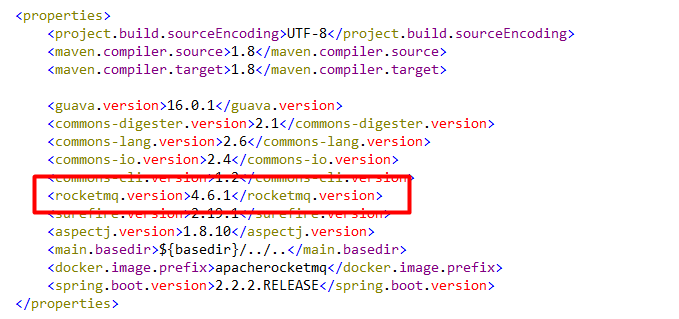 <properties>
<project.build.sourceEncoding>UTF-8</project.build.sourceEncoding>
<maven.compiler.source>1.8</maven.compiler.source>
<maven.compiler.target>1.8</maven.compiler.target>
<guava.version>16.0.1</guava.version>
<commons-digester.version>2.1</commons-digester.version>
<commons-lang.version>2.6</commons-lang.version>
<commons-io.version>2.4</commons-io.version>
<commons-cli.version>1.2</commons-cli.version>
<rocketmq.version>4.6.1</rocketmq.version>
<surefire.version>2.19.1</surefire.version>
<aspectj.version>1.8.10</aspectj.version>
<main.basedir>${basedir}/../..</main.basedir>
<docker.image.prefix>apacherocketmq</docker.image.prefix>
<spring.boot.version>2.2.2.RELEASE</spring.boot.version>
</properties>